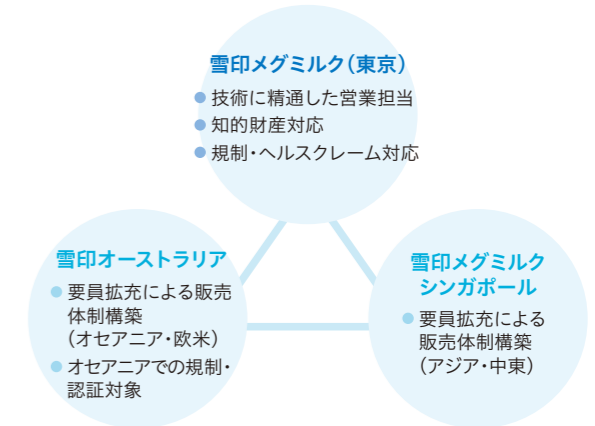 雪印メグミルク（東京）
● 技術に精通した営業担当
● 知的財産対応
● 規制・ヘルスクレーム対応
雪印オーストラリア
● 要員拡充による販売
体制構築
（オセアニア・欧米）
● オセアニアでの規制・
認証対象
雪印メグミルク
シンガポール
● 要員拡充による
販売体制構築
（アジア・中東）